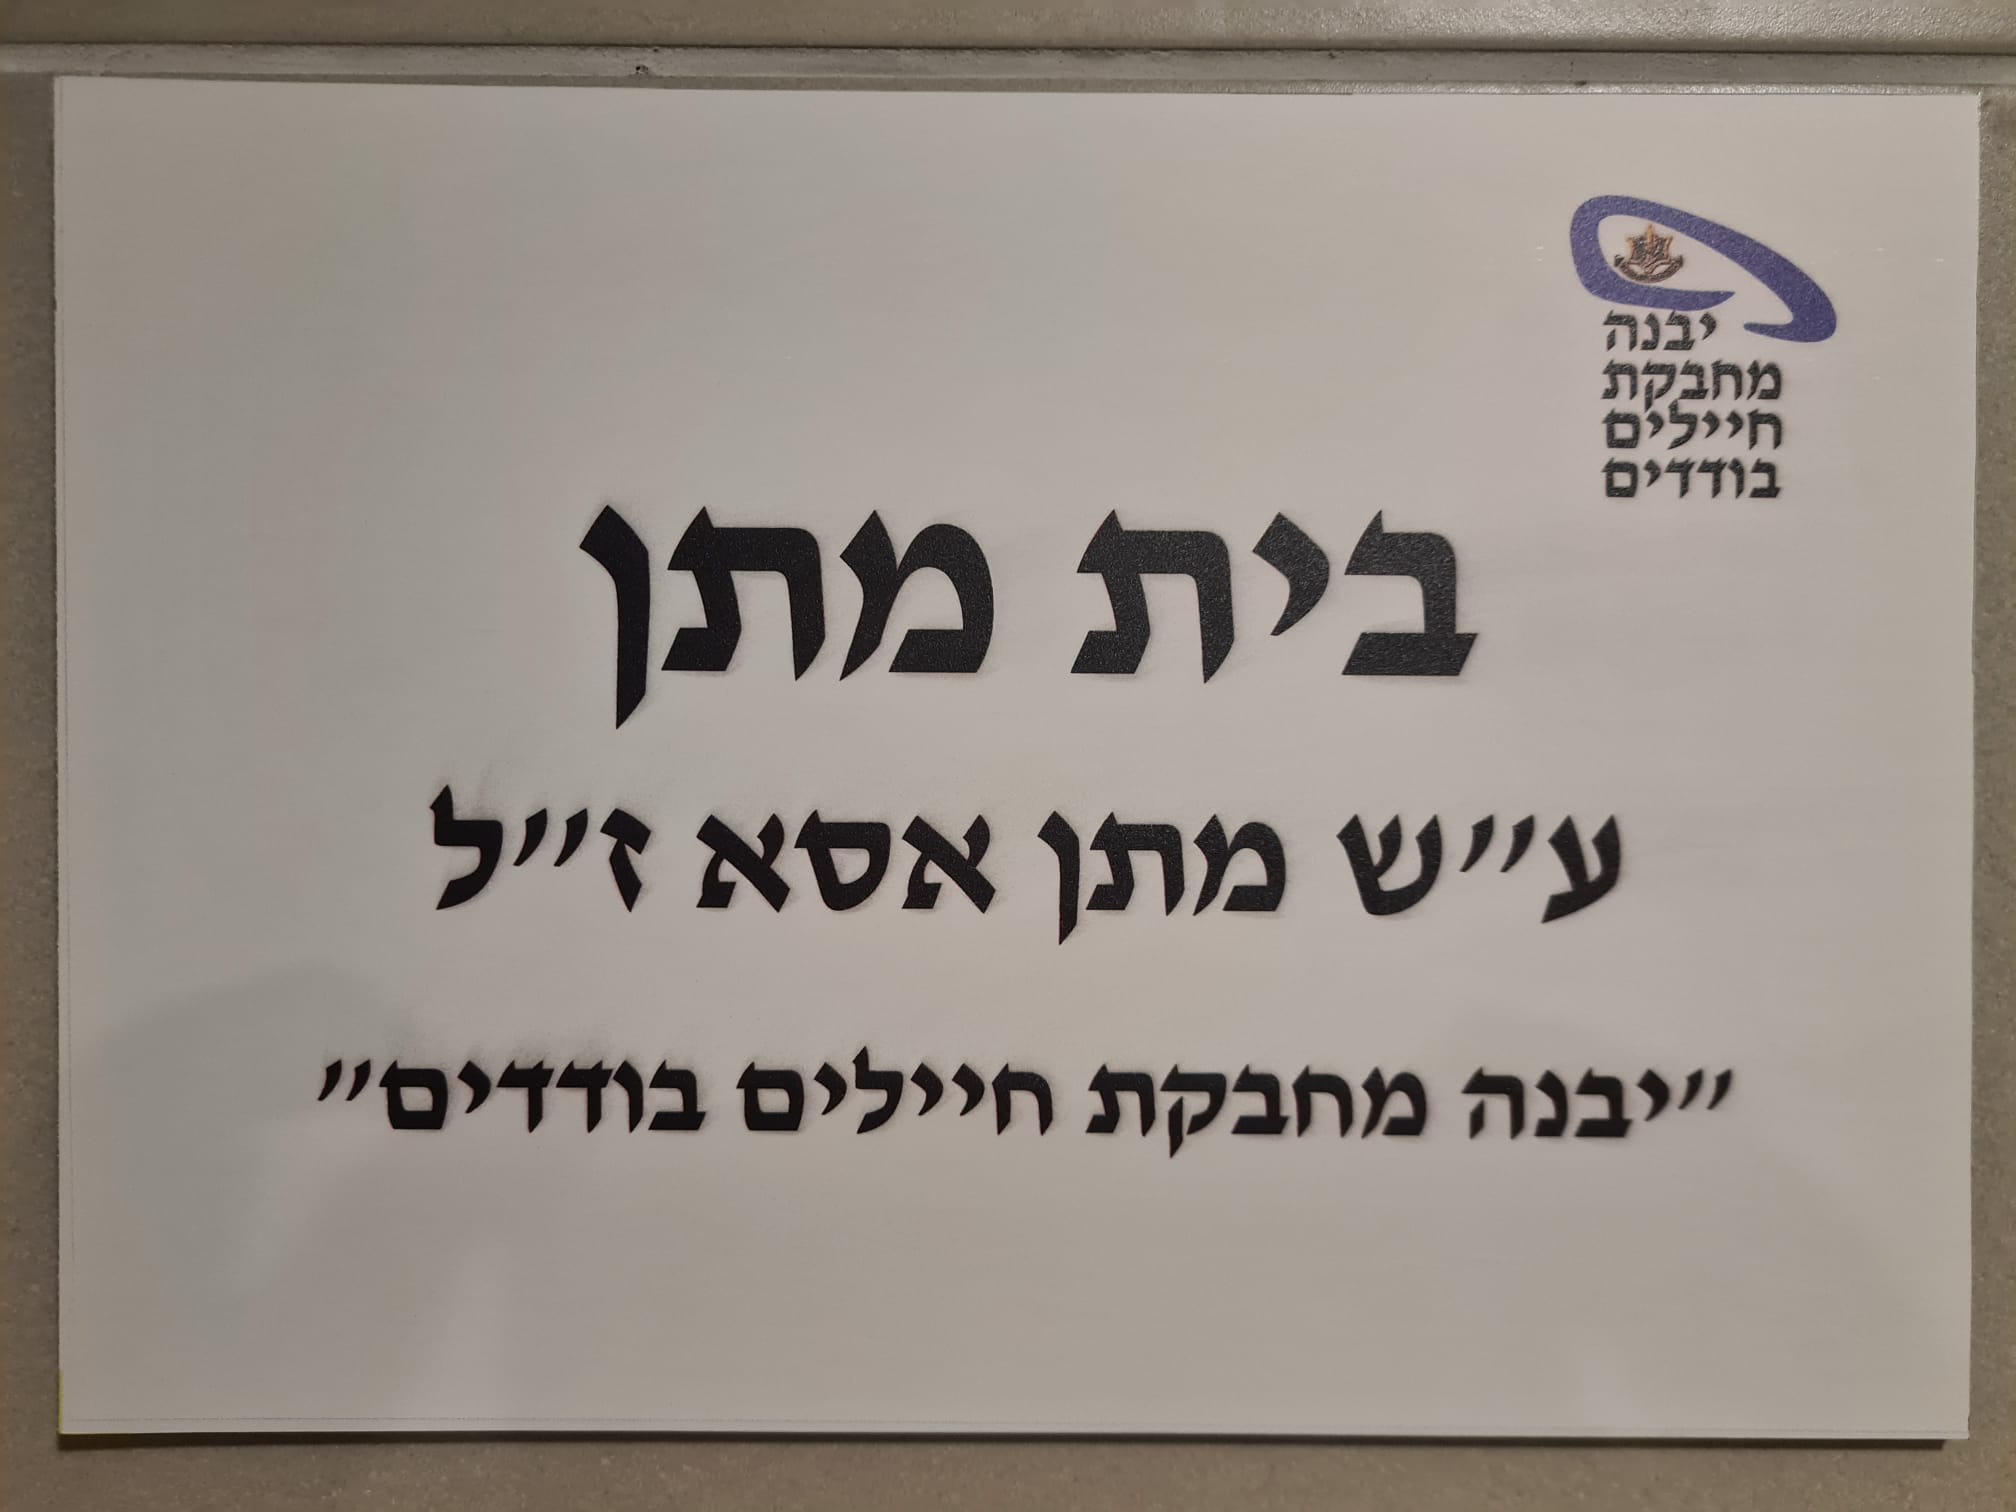 יבנה
מחבקת
חיילים
בודדים
בית מתן
ע״ש מתן אסא ז״ל
״יבנה מחבקת חיילים בודדים״